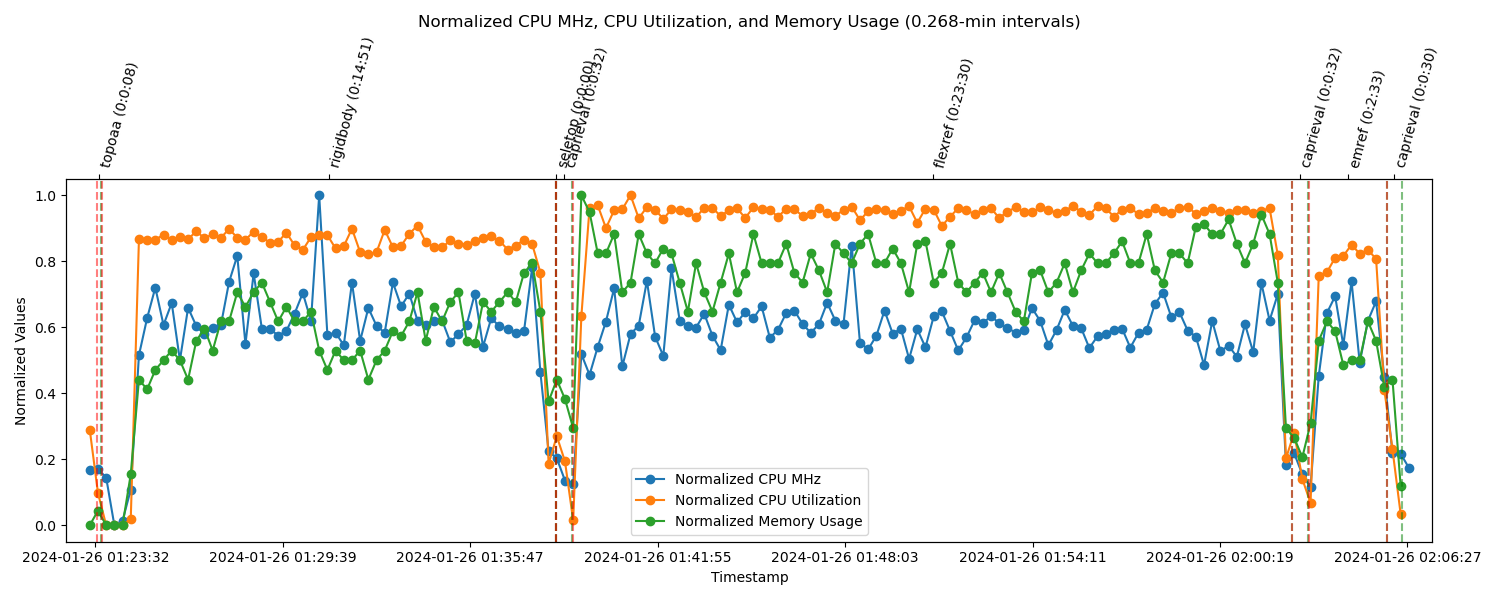 Normalized CPU MHz, CPU Utilization, and Memory Usage (0.268-min intervals)
topoaa (0:0:08)
rigidbody (0:14:51)
seletop (0:0:00)
caprieval (0:0:32)
flexref (0:23:30)
caprieval (0:0:32)
emref (0:2:33)
caprieval (0:0:30)
Normalized Values
1.0
0.8
0.6
0.4
0.2
0.0
Normalized CPU MHz
Normalized CPU Utilization
Normalized Memory Usage
2024-01-26 01:23:32
2024-01-26 01:29:39
2024-01-26 01:35:47
2024-01-26 01:41:55
2024-01-26 01:48:03
2024-01-26 01:54:11
2024-01-26 02:00:19
2024-01-26 02:06:27
Timestamp